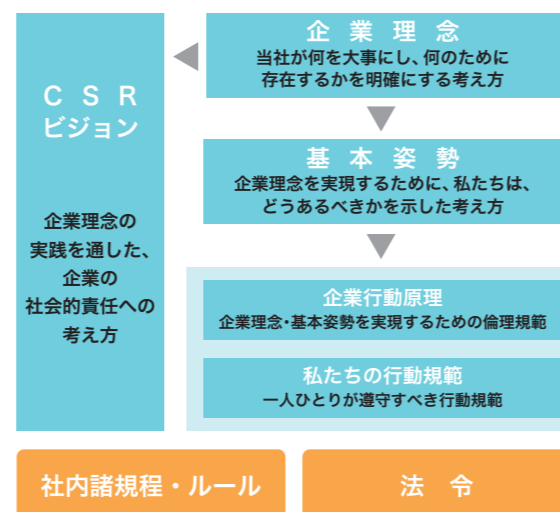 CSR
ビジョン
企業理念の
実践を通した、
企業の
社会的責任への
考え方
企業理念
当社が何を大事にし、何のために
存在するかを明確にする考え方
基本姿勢
企業理念を実現するために、私たちは、
どうあるべきかを示した考え方
企業行動原理
企業理念・基本姿勢を実現するための倫理規範
私たちの行動規範
一人ひとりが遵守すべき行動規範
社内諸規程・ルール
法令